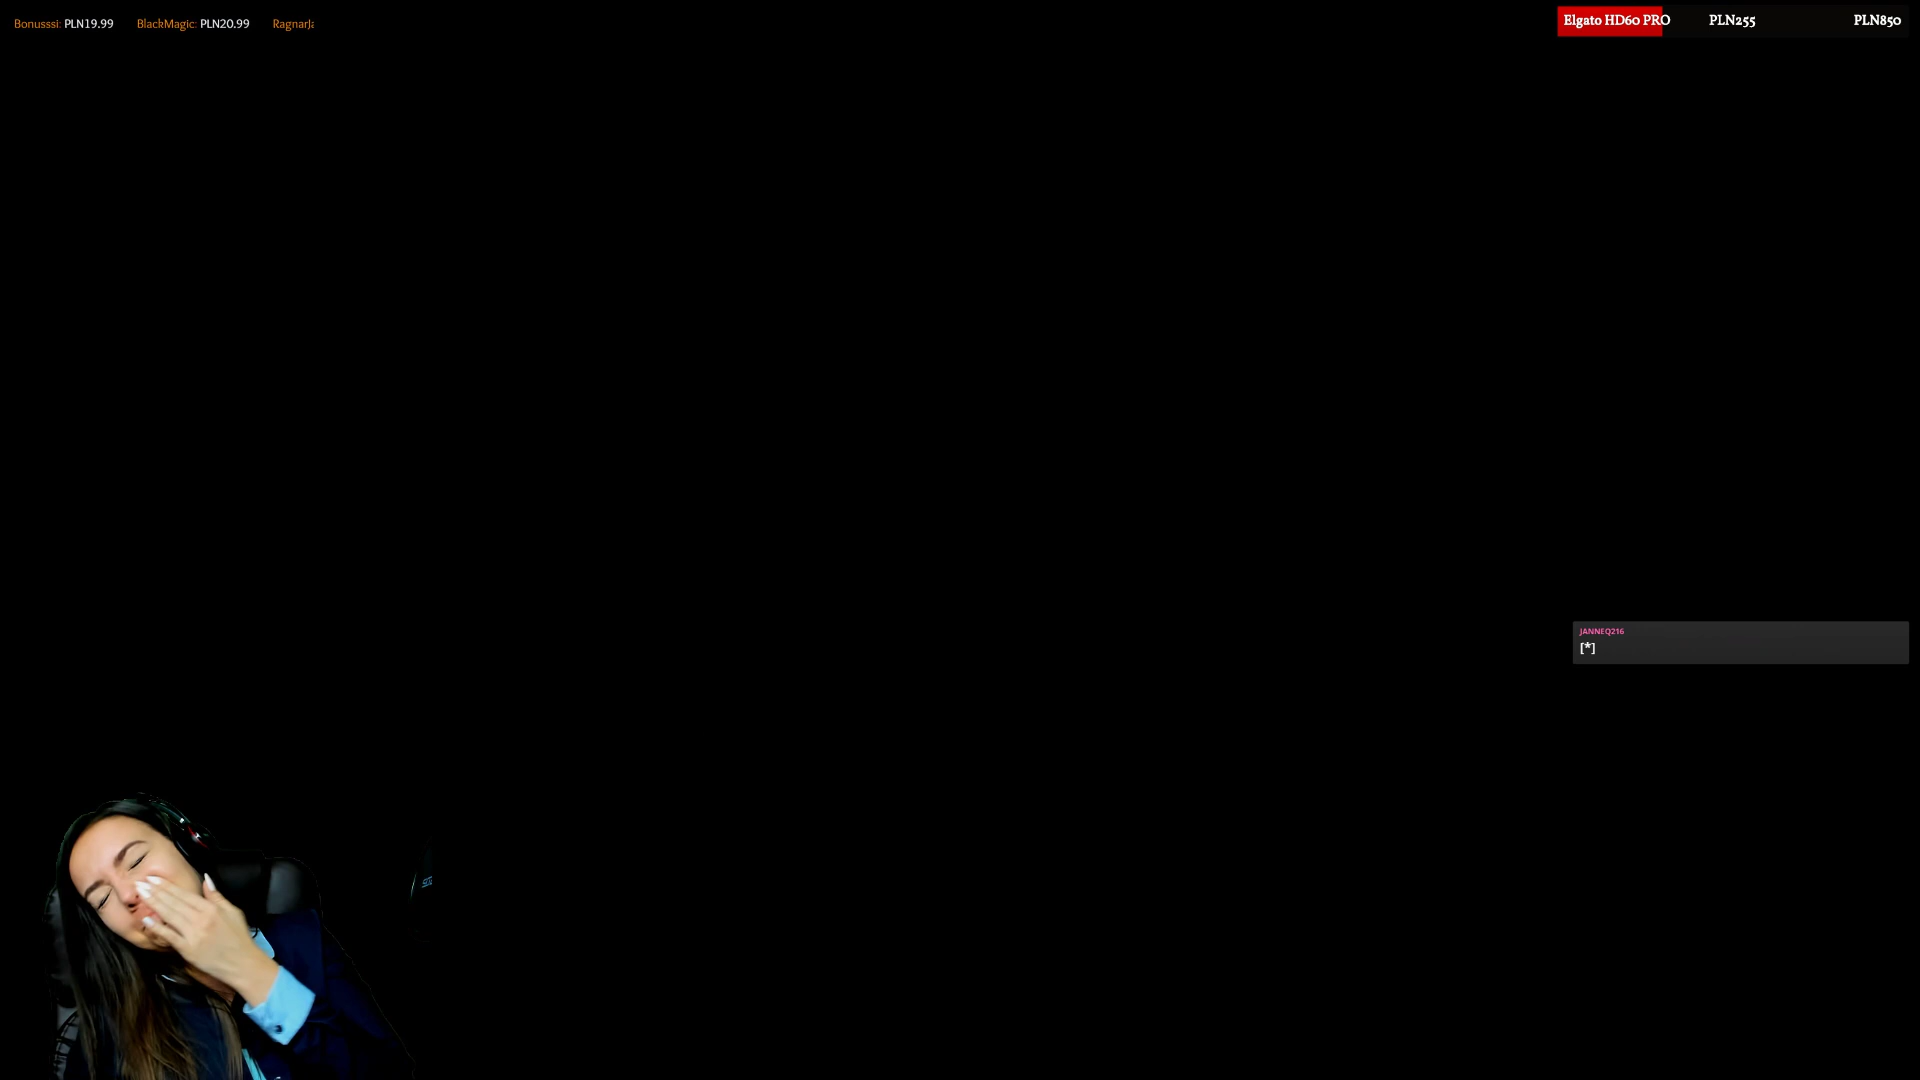 Bonusssi: PLN19.99 BlackMagic: PLN20.99
Elgato HD60 PRO PLN255 PLN850
JANNEQ216
[*]